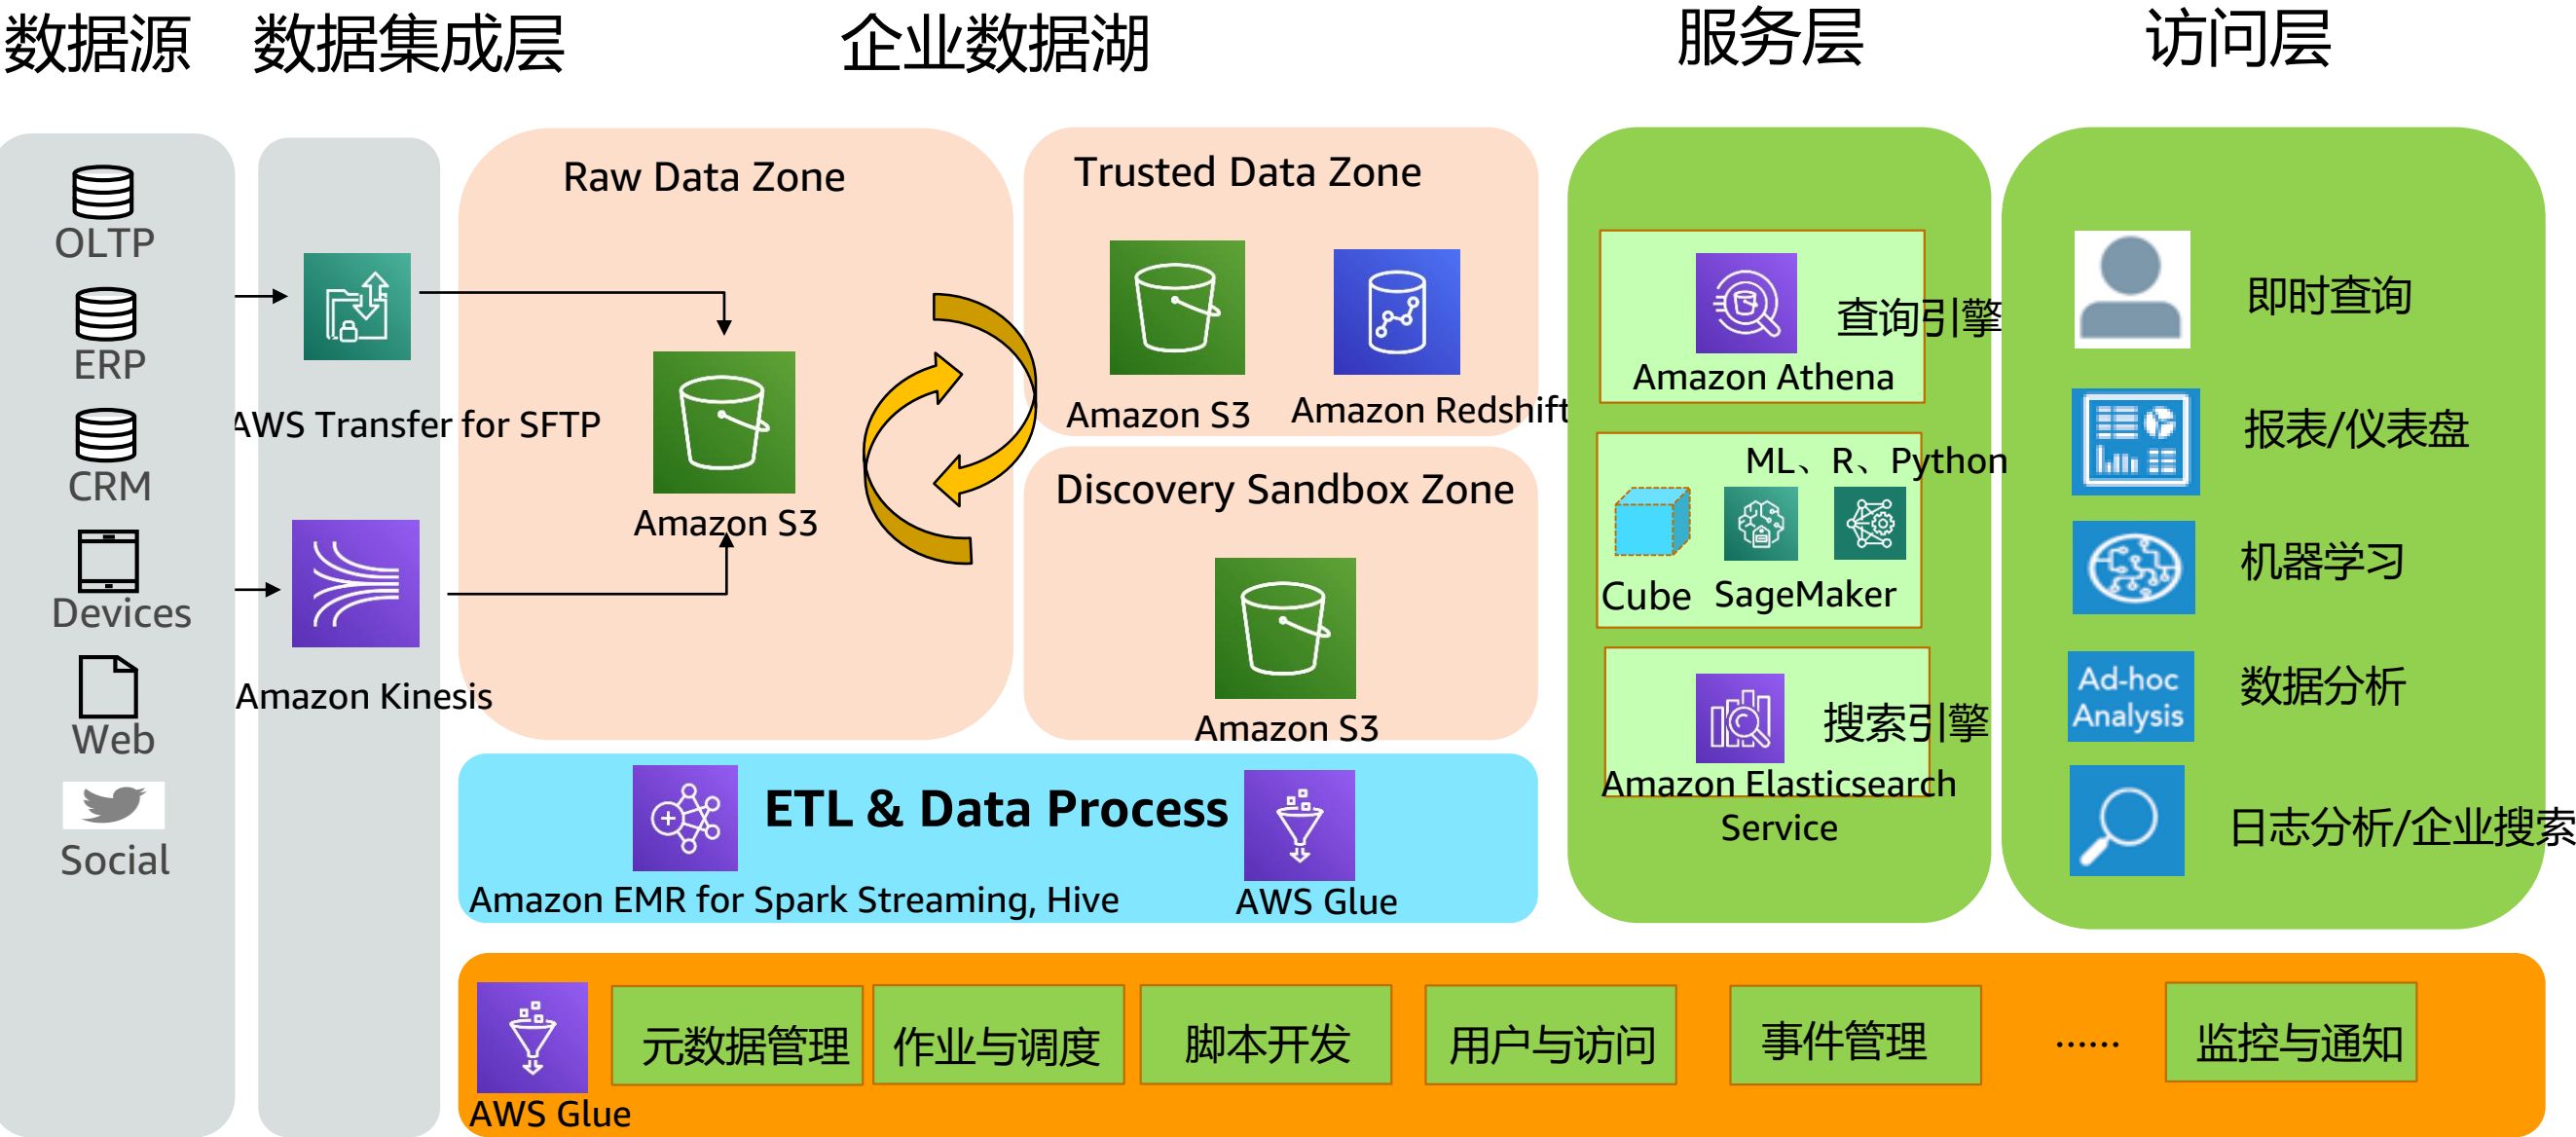 数据源
数据集成层
企业数据湖
服务层
访问层
OLTP
ERP
CRM
Devices
Web
Social
AWS Transfer for SFTP
Amazon Kinesis
Raw Data Zone
Amazon S3
Trusted Data Zone
Amazon S3
Amazon Redshift
Discovery Sandbox Zone
Amazon S3
ETL & Data Process
Amazon EMR for Spark Streaming, Hive
AWS Glue
查询引擎
Amazon Athena
ML、R、Python
Cube
SageMaker
搜索引擎
Amazon Elasticsearch
Service
即时查询
报表/仪表盘
机器学习
Ad-hoc
Analysis
数据分析
日志分析/企业搜索
AWS Glue
元数据管理
作业与调度
脚本开发
用户与访问
事件管理
......
监控与通知